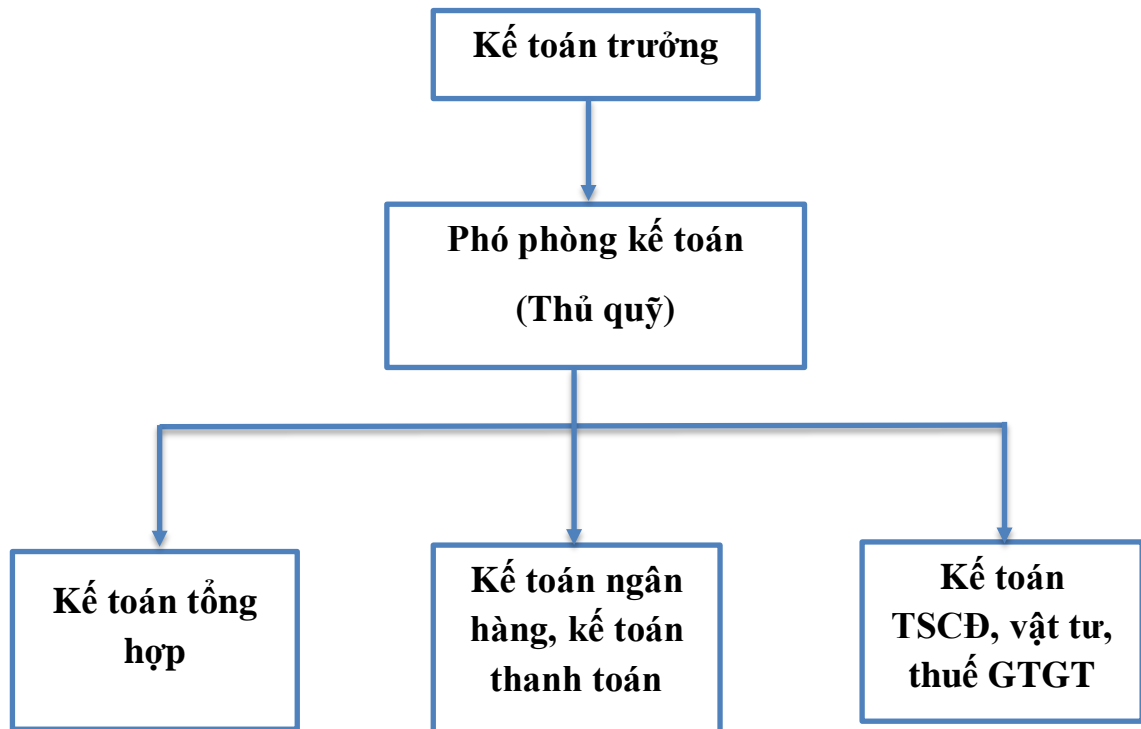 Kế toán trưởng
Phó phòng kế toán
(Thủ quỹ)
Kế toán tổng
hợp
Kế toán ngân
hàng, kế toán
thanh toán
Kế toán
TSCĐ, vật tư,
thuế GTGT